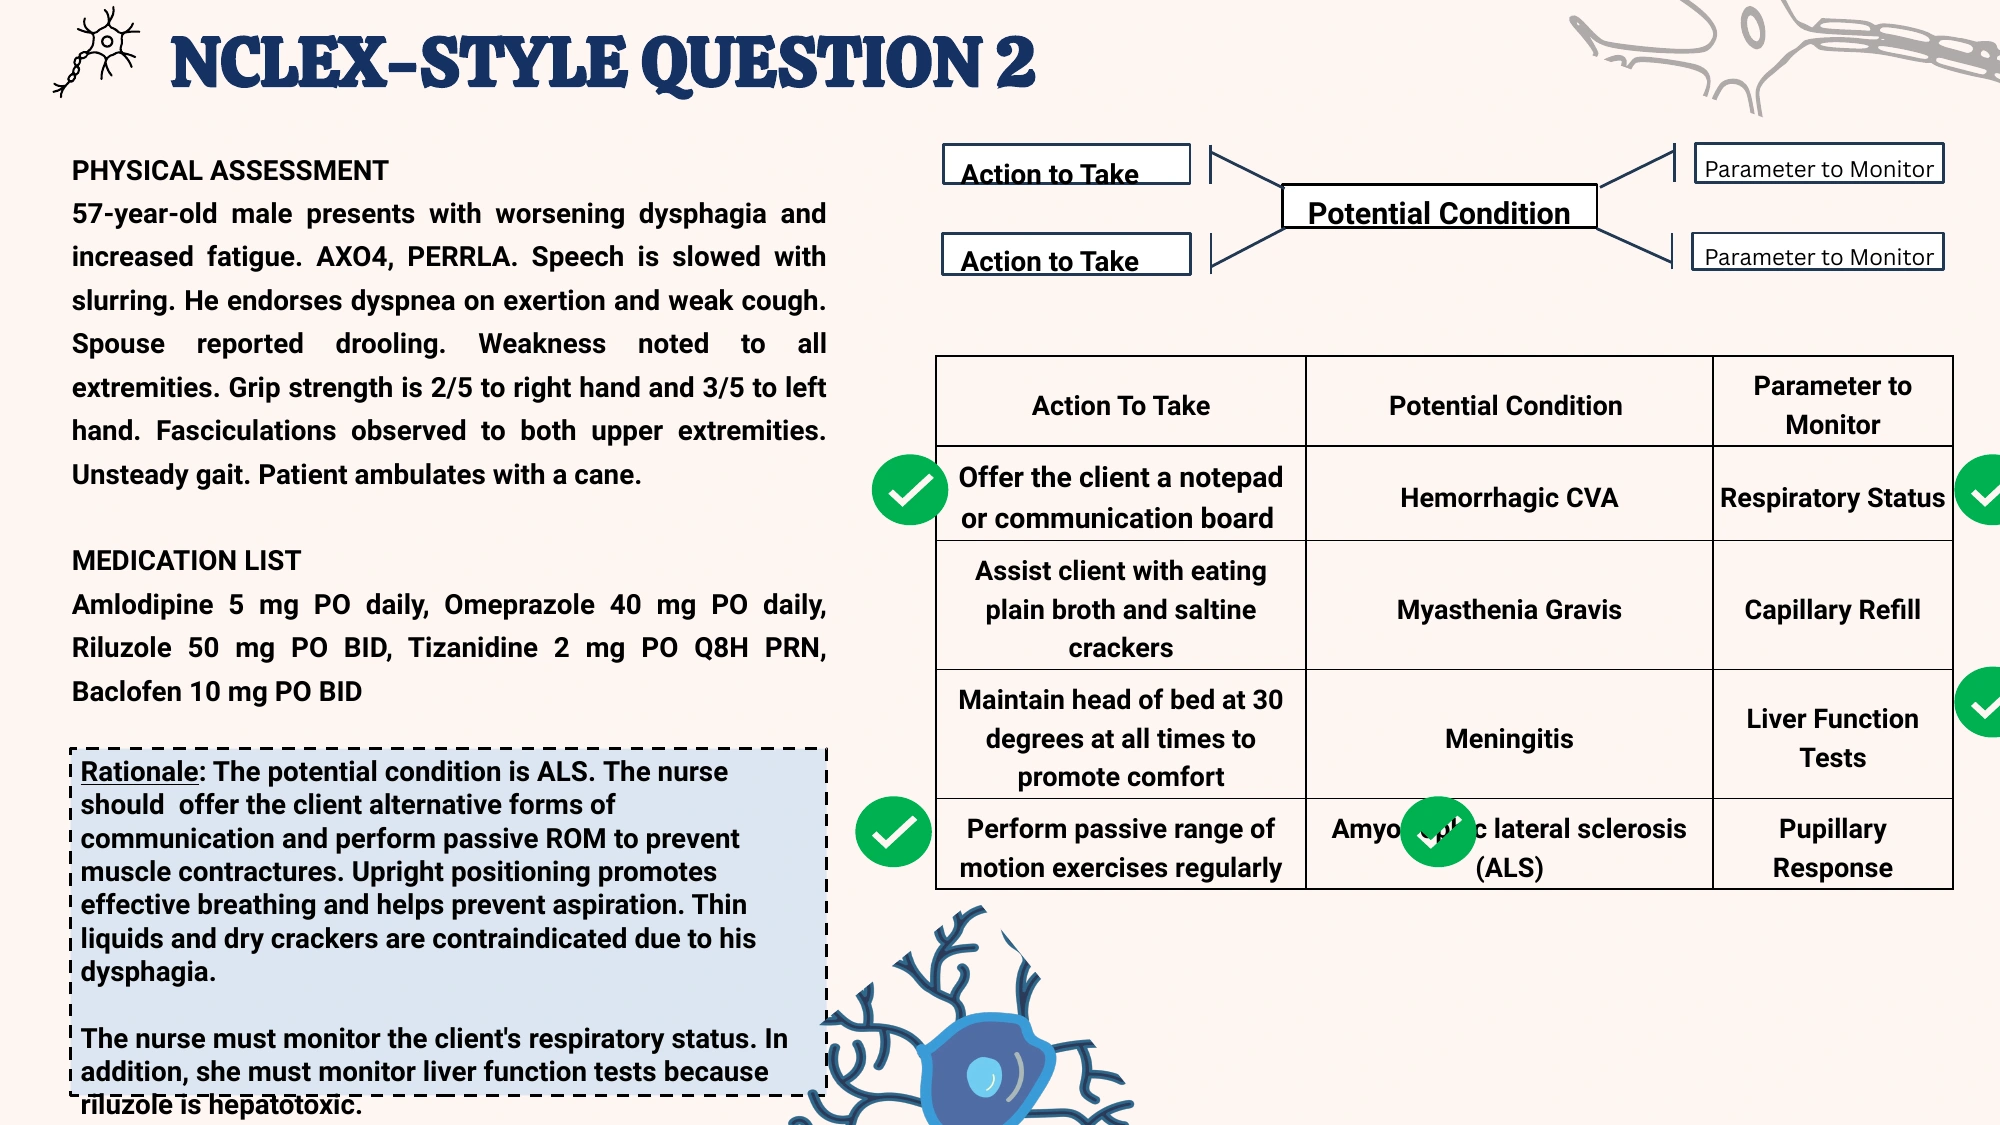 NCLEX-STYLE QUESTION 2
PHYSICAL ASSESSMENT
57-year-old male presents with worsening dysphagia and
increased fatigue. AXO4, PERRLA. Speech is slowed with
slurring. He endorses dyspnea on exertion and weak cough.
Spouse reported drooling. Weakness noted to all
extremities. Grip strength is 2/5 to right hand and 3/5 to left
hand. Fasciculations observed to both upper extremities.
Unsteady gait. Patient ambulates with a cane.
MEDICATION LIST
Amlodipine 5 mg PO daily, Omeprazole 40 mg PO daily,
Riluzole 50 mg PO BID, Tizanidine 2 mg PO Q8H PRN,
Baclofen 10 mg PO BID
Rationale: The potential condition is ALS. The nurse
should offer the client alternative forms of
communication and perform passive ROM to prevent
muscle contractures. Upright positioning promotes
effective breathing and helps prevent aspiration. Thin
liquids and dry crackers are contraindicated due to his
dysphagia.
The nurse must monitor the client's respiratory status. In
addition, she must monitor liver function tests because
riluzole is hepatotoxic.
Action to Take
Potential Condition
Parameter to Monitor
Action to Take
Parameter to Monitor
Action To Take
Potential Condition
Parameter to
Monitor
Offer the client a notepad
or communication board
Hemorrhagic CVA
Respiratory Status
Assist client with eating
plain broth and saltine
crackers
Myasthenia Gravis
Capillary Refill
Maintain head of bed at 30
degrees at all times to
promote comfort
Meningitis
Liver Function
Tests
Perform passive range of
motion exercises regularly
lateral sclerosis
(ALS)
Pupillary
Response